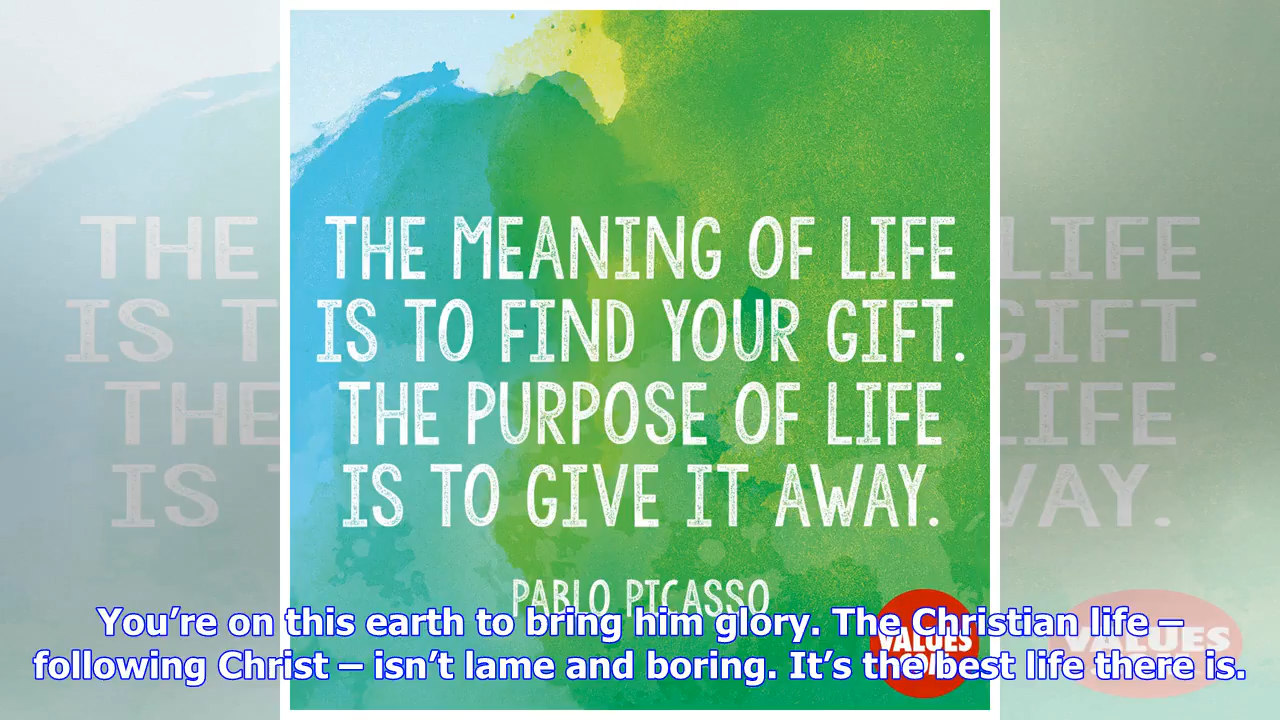 THE MEANING OF LIFE
IS TO FIND YOUR GIFT.
THE PURPOSE OF LIFE
IS TO GIVE IT AWAY.
PABLO PICASSO
VALUES
.COM
You’re on this earth to bring him glory. The Christian life –
following Christ – isn’t lame and boring. It’s the best life there is.